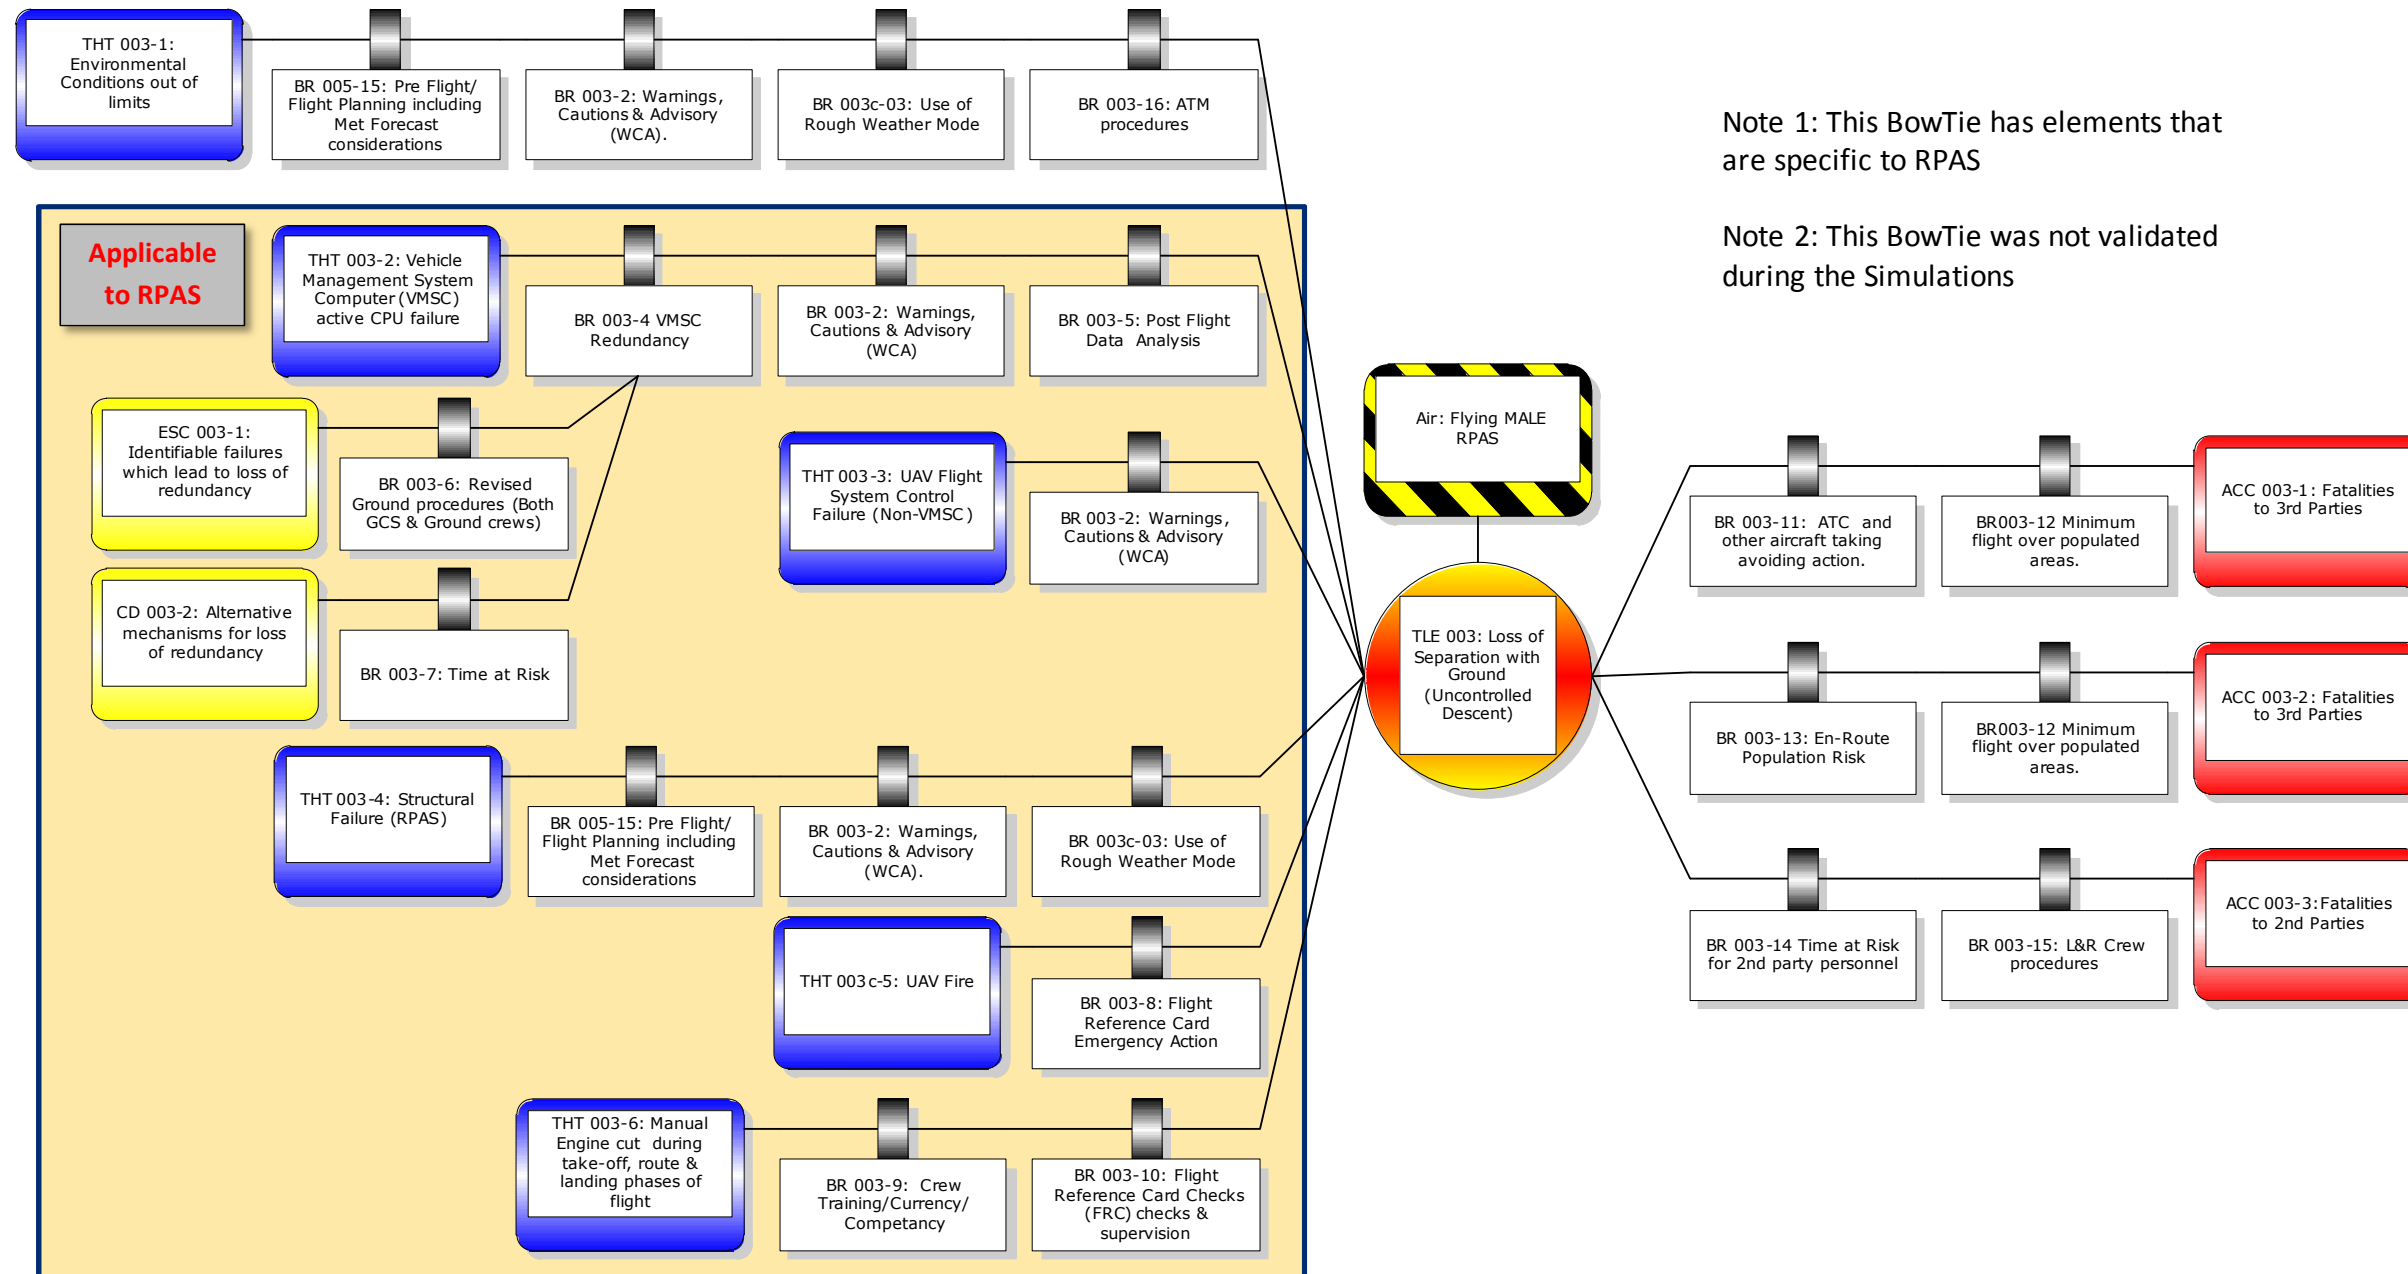 THT 003-1:
Environmental
Conditions out of
limits
BR 005-15: Pre Flight/
Flight Planning including
Met Forecast
considerations
BR 003-2: Warnings,
Cautions & Advisory
(WCA).
BR 003c-03: Use of
Rough Weather Mode
BR 003-16: ATM
procedures
Note 1: This BowTie has elements that
are specific to RPAS
Note 2: This BowTie was not validated
during the Simulations
Applicable
to RPAS
THT 003-2: Vehicle
Management System
Computer (VMSC)
active CPU failure
BR 003-4 VMSC
Redundancy
BR 003-2: Warnings,
Cautions & Advisory
(WCA)
BR 003-5: Post Flight
Data Analysis
ESC 003-1:
Identifiable failures
which lead to loss of
redundancy
BR 003-6: Revised
Ground procedures (Both
GCS & Ground crews)
THT 003-3: UAV Flight
System Control
Failure (Non-VMSC)
BR 003-2: Warnings,
Cautions & Advisory
(WCA)
CD 003-2: Alternative
mechanisms for loss
of redundancy
BR 003-7: Time at Risk
THT 003-4: Structural
Failure (RPAS)
BR 005-15: Pre Flight/
Flight Planning including
Met Forecast
considerations
BR 003-2: Warnings,
Cautions & Advisory
(WCA).
BR 003c-03: Use of
Rough Weather Mode
THT 003c-5: UAV Fire
BR 003-8: Flight
Reference Card
Emergency Action
THT 003-6: Manual
Engine cut during
take-off, route &
landing phases of
flight
BR 003-9: Crew
Training/Currency/
Competancy
BR 003-10: Flight
Reference Card Checks
(FRC) checks &
supervision
Air: Flying MALE
RPAS
TLE 003: Loss of
Separation with
Ground
(Uncontrolled
Descent)
BR 003-11: ATC and
other aircraft taking
avoiding action.
BR003-12 Minimum
flight over populated
areas.
ACC 003-1: Fatalities
to 3rd Parties
BR 003-13: En-Route
Population Risk
BR003-12 Minimum
flight over populated
areas.
ACC 003-2: Fatalities
to 3rd Parties
BR 003-14 Time at Risk
for 2nd party personnel
BR 003-15: L&R Crew
procedures
ACC 003-3:Fatalities
to 2nd Parties